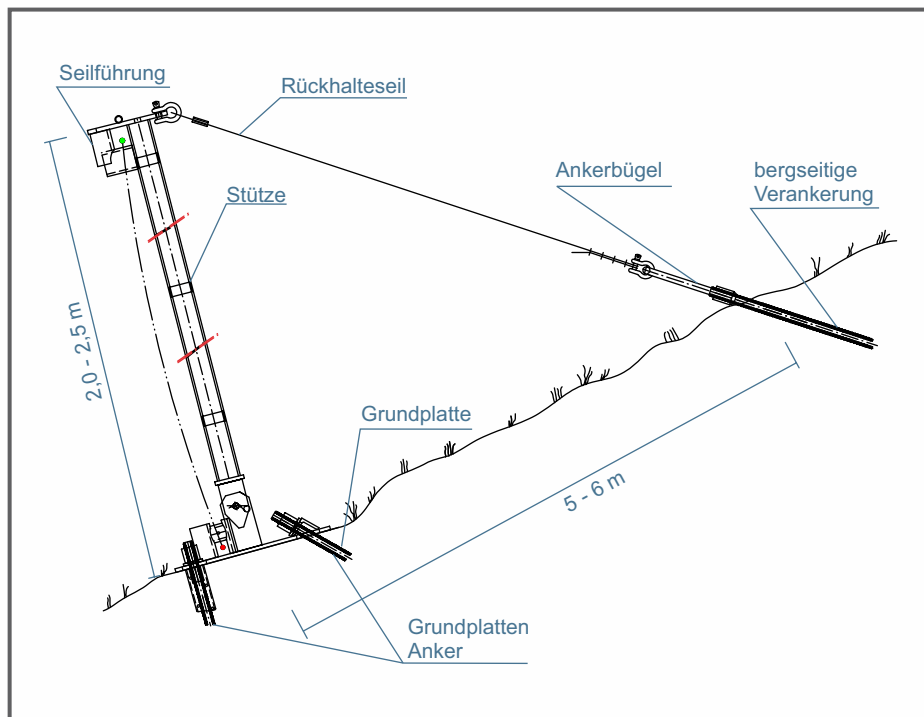 Seilführung
Rückhalteseil
Ankerbügel
bergseitige
Verankerung
Stütze
2,0 - 2,5 m
Grundplatte
5 - 6 m
Grundplatten
Anker